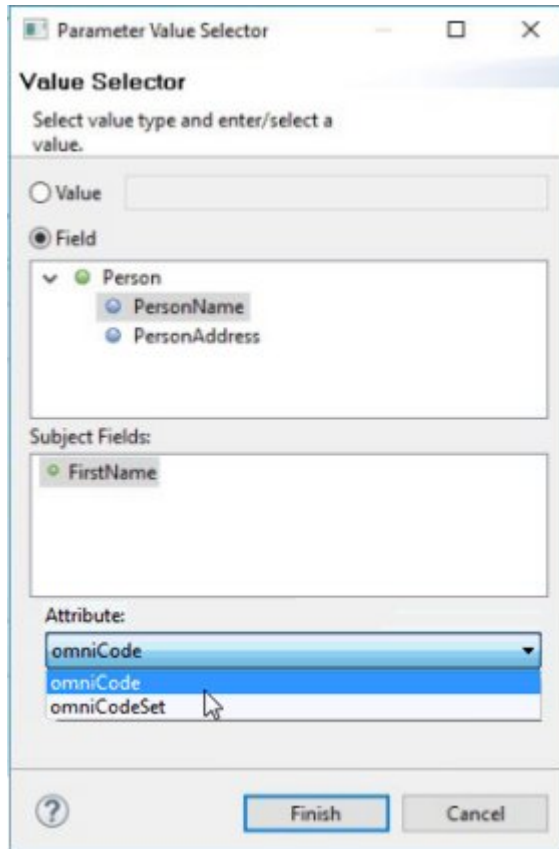 Parameter Value Selector
Value Selector
Select value type and enter/select a
value.
Value
Field
Person
PersonName
PersonAddress
Subject Fields:
FirstName
Attribute:
omniCode
omniCode
omniCodeSet
?
Finish
Cancel